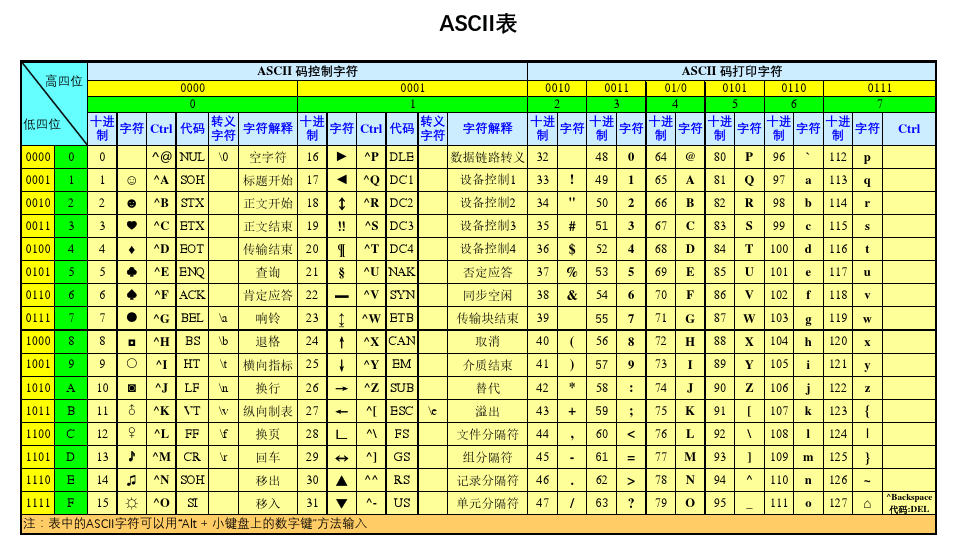 ASCII表
高四位
低四位
ASCII 码控制字符 ASCII 码打印字符
0000 0001 0010 0011 01/0 0101 0110 0111
0 1 2 3 4 5 6 7
十进制 字符 Ctrl 代码 转义字符 字符解释 十进制 字符 Ctrl 代码 转义字符 字符解释 十进制 字符 十进制 字符 十进制 字符 十进制 字符 十进制 字符 十进制 字符 Ctrl
0000 0 0 ^@ NUL \0 空字符 16 ► ^P DLE 数据链路转义 32 48 0 64 @ 80 P 96 ` 112 p
0001 1 1 ☺ ^A SOH 标题开始 17 ◄ ^Q DC1 设备控制1 33 ! 49 1 65 A 81 Q 97 a 113 q
0010 2 2 ☻ ^B STX 正文开始 18 ↕ ^R DC2 设备控制2 34 " 50 2 66 B 82 R 98 b 114 r
0011 3 3 ♥ ^C ETX 正文结束 19 ‼ ^S DC3 设备控制3 35 # 51 3 67 C 83 S 99 c 115 s
0100 4 4 ♦ ^D EOT 传输结束 20 ¶ ^T DC4 设备控制4 36 $ 52 4 68 D 84 T 100 d 116 t
0101 5 5 ♣ ^E ENQ 查询 21 § ^U NAK 否定应答 37 % 53 5 69 E 85 U 101 e 117 u
0110 6 6 ♠ ^F ACK 肯定应答 22 ▬ ^V SYN 同步空闲 38 & 54 6 70 F 86 V 102 f 118 v
0111 7 7 ● ^G BEL \a 响铃 23 ↨ ^W ETB 传输块结束 39 55 7 71 G 87 W 103 g 119 w
1000 8 8 ◘ ^H BS \b 退格 24 ↑ ^X CAN 取消 40 ( 56 8 72 H 88 X 104 h 120 x
1001 9 9 ○ ^I HT \t 横向指标 25 ↓ ^Y EM 介质结束 41 ) 57 9 73 I 89 Y 105 i 121 y
1010 A 10 ◙ ^J LF \n 换行 26 → ^Z SUB 替代 42 * 58 : 74 J 90 Z 106 j 122 z
1011 B 11 ♂ ^K VT \v 纵向制表 27 ← ^[ ESC \e 溢出 43 + 59 ; 75 K 91 [ 107 k 123 {
1100 C 12 ♀ ^L FF \f 换页 28 ∟ ^\ FS 文件分隔符 44 , 60 < 76 L 92 \ 108 l 124 |
1101 D 13 ♪ ^M CR \r 回车 29 ↔ ^] GS 组分隔符 45 - 61 = 77 M 93 ] 109 m 125 }
1110 E 14 ♫ ^N SOH 移出 30 ▲ ^^ RS 记录分隔符 46 . 62 > 78 N 94 ^ 110 n 126 ~
1111 F 15 ☼ ^O SI 移入 31 ▼ ^- US 单元分隔符 47 / 63 ? 79 O 95 _ 111 o 127 ⌂ ^Backspace 代码:DEL
注：表中的ASCII字符可以用“Alt + 小键盘上的数字键”方法输入